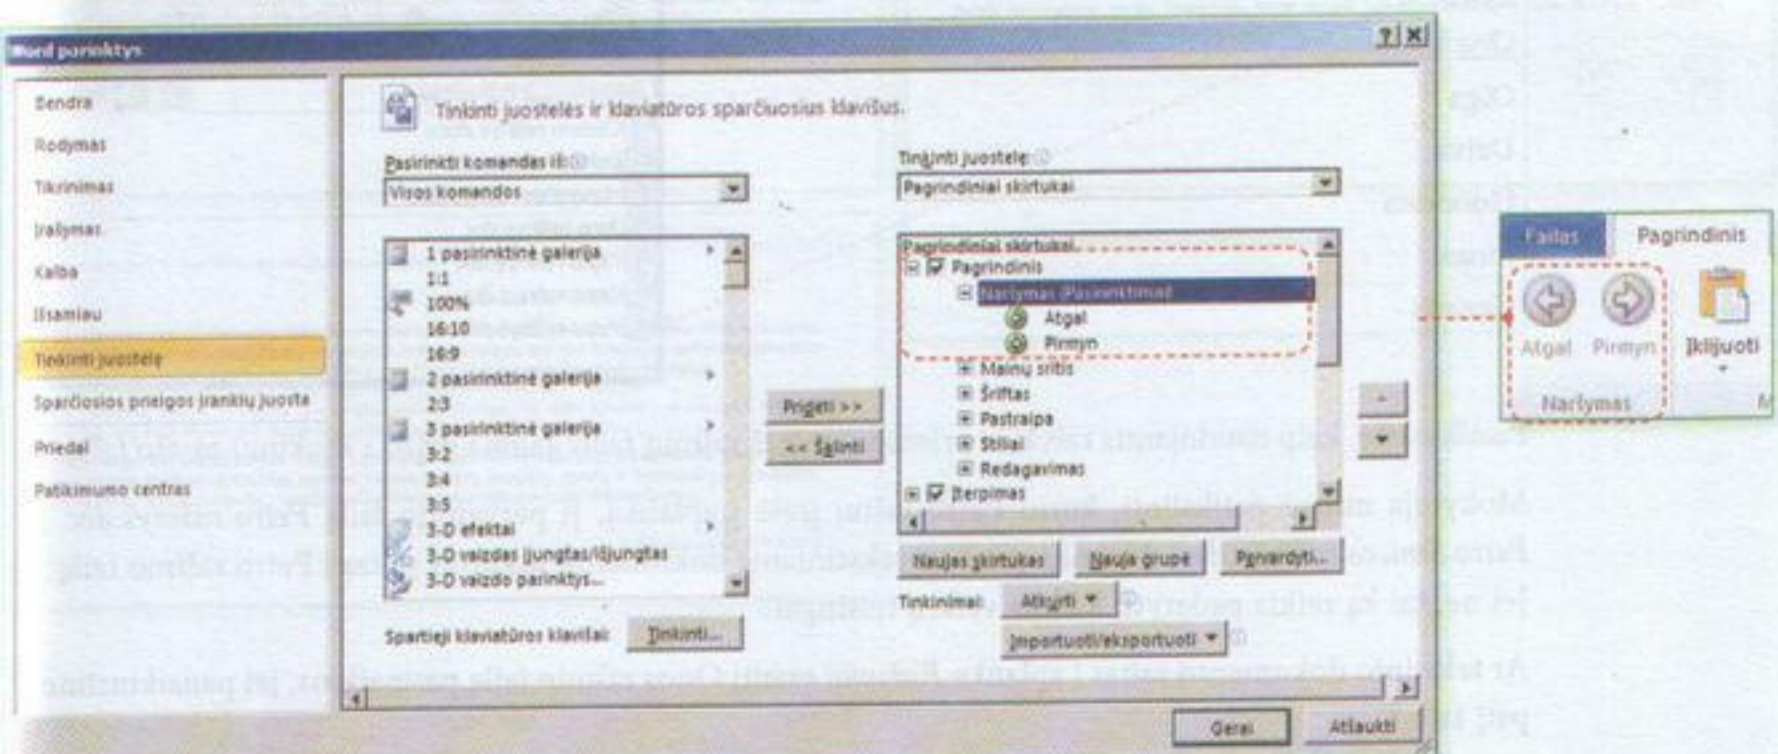 Word parinktys
Bendra
Rodymas
Tikrinimas
Įrašymas
Kalba
Išsamiau
Tinkinti juostelę
Sparčiosios prieigos įrankių juosta
Priedai
Patikimumo centras
Tinkinti juostelės ir klaviatūros sparčiuosius klavišus.
Pasirinkti komandas iš:
Visos komandos
1 pasirinktinė galerija
1:1
100%
16:10
16:9
2 pasirinktinė galerija
2:3
3 pasirinktinė galerija
3:2
3:4
3:5
3-D efektai
3-D vaizdas įjungtas/išjungtas
3-D vaizdo parinktys...
Spartieji klaviatūros klavišai:
Tinkinti...
Pridėti >>
<< Šalinti
Tinkinti juostelę:
Pagrindiniai skirtukai
Pagrindiniai skirtukai
Pagrindinis
Naršymas (Pasirinktinai)
Atgal
Pirmyn
Mainų sritis
Šriftas
Pastraipa
Stiliai
Redagavimas
Įterpimas
Naujas skirtukas
Nauja grupė
Pervardyti...
Tinkinimai:
Atkurti
Importuoti/eksportuoti
Gerai
Atšaukti
Failas
Pagrindinis
Atgal
Pirmyn
Įklijuoti
Naršymas
M